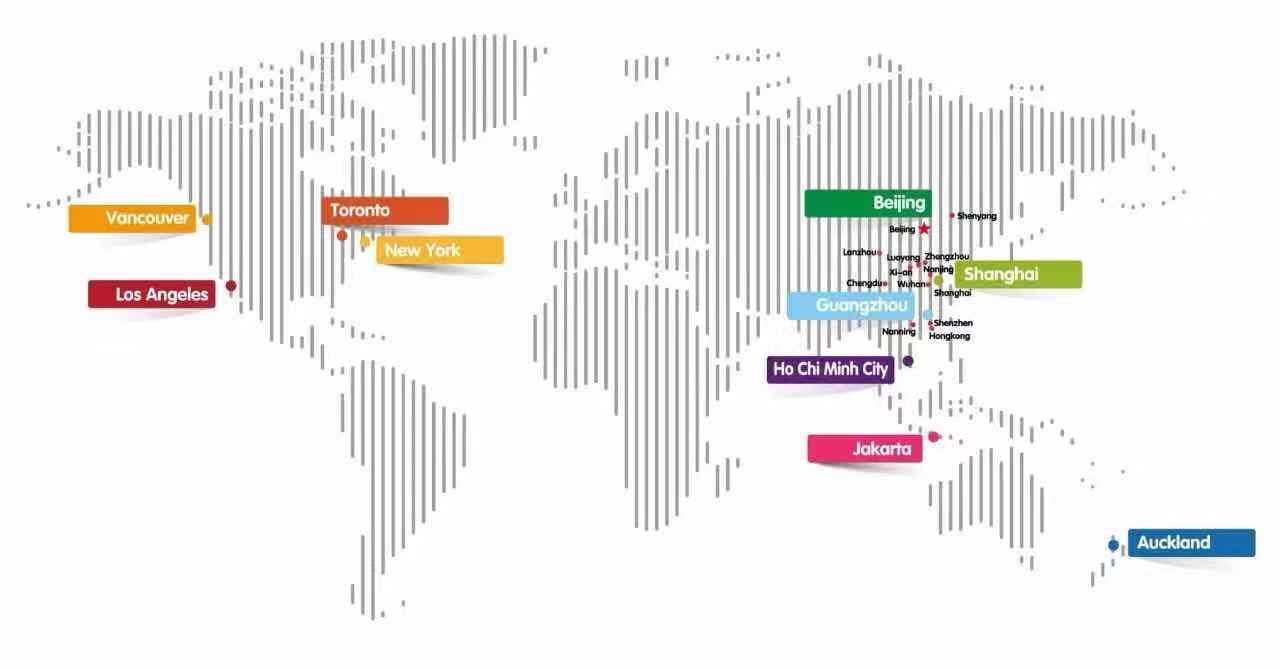 Vancouver
Toronto
New York
Los Angeles
Beijing
Shenyang
Beijing
Lanzhou
Luoyang
Zhengzhou
Xi-an
Nanjing
Shanghai
Chengdu
Wuhan
Shanghai
Guangzhou
Shenzhen
Nanning
Hongkong
Ho Chi Minh City
Jakarta
Auckland